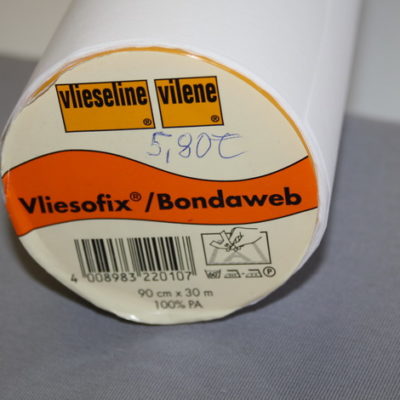 vlieseline® vilene®
5,80€
Vliesofix®/Bondaweb
4 008983 220107
90 cm x 30 m
100% PA